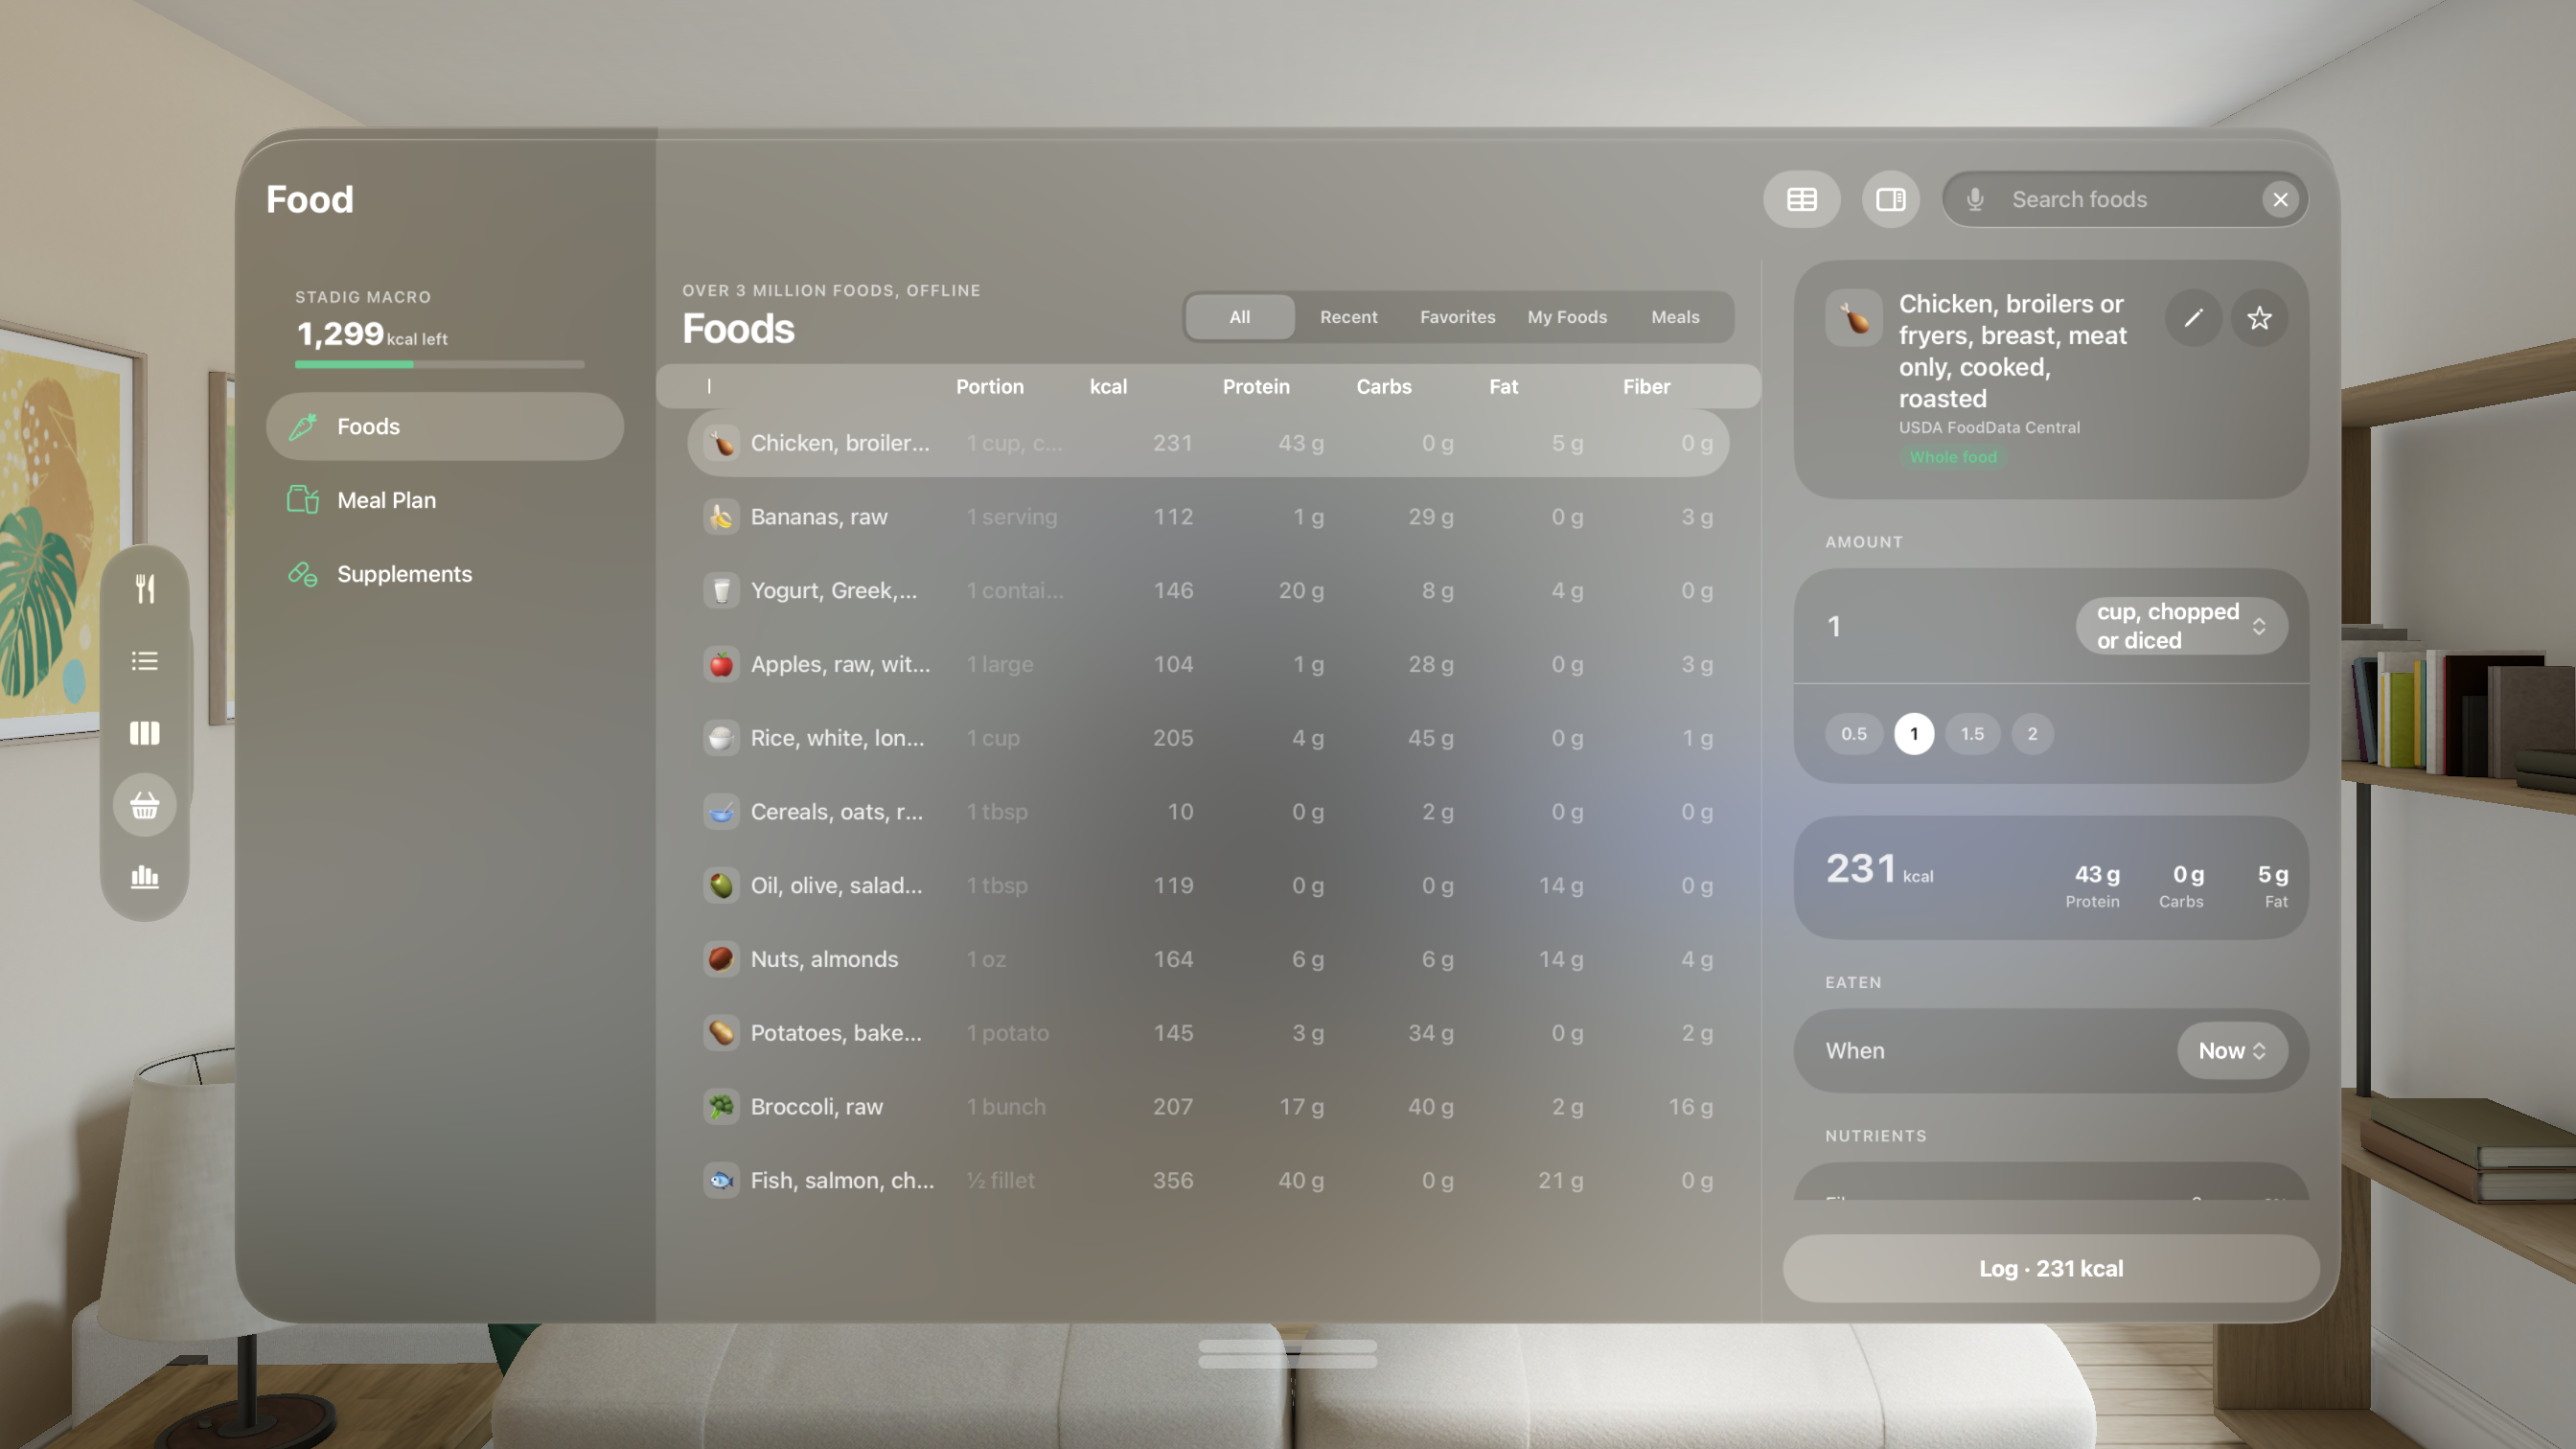 Food
Search foods
STADIG MACRO
1,299 kcal left
Foods
Meal Plan
Supplements
OVER 3 MILLION FOODS, OFFLINE
Foods
All Recent Favorites My Foods Meals
Portion kcal Protein Carbs Fat Fiber
Chicken, broiler... 1 cup, c... 231 43 g 0 g 5 g 0 g
Bananas, raw 1 serving 112 1 g 29 g 0 g 3 g
Yogurt, Greek,... 1 contai... 146 20 g 8 g 4 g 0 g
Apples, raw, wit... 1 large 104 1 g 28 g 0 g 3 g
Rice, white, lon... 1 cup 205 4 g 45 g 0 g 1 g
Cereals, oats, r... 1 tbsp 10 0 g 2 g 0 g 0 g
Oil, olive, salad... 1 tbsp 119 0 g 0 g 14 g 0 g
Nuts, almonds 1 oz 164 6 g 6 g 14 g 4 g
Potatoes, bake... 1 potato 145 3 g 34 g 0 g 2 g
Broccoli, raw 1 bunch 207 17 g 40 g 2 g 16 g
Fish, salmon, ch... ½ fillet 356 40 g 0 g 21 g 0 g
Chicken, broilers or
fryers, breast, meat
only, cooked,
roasted
USDA FoodData Central
Whole food
AMOUNT
1 cup, chopped
or diced
0.5 1 1.5 2
231 kcal 43 g 0 g 5 g
Protein Carbs Fat
EATEN
When Now
NUTRIENTS
Log · 231 kcal